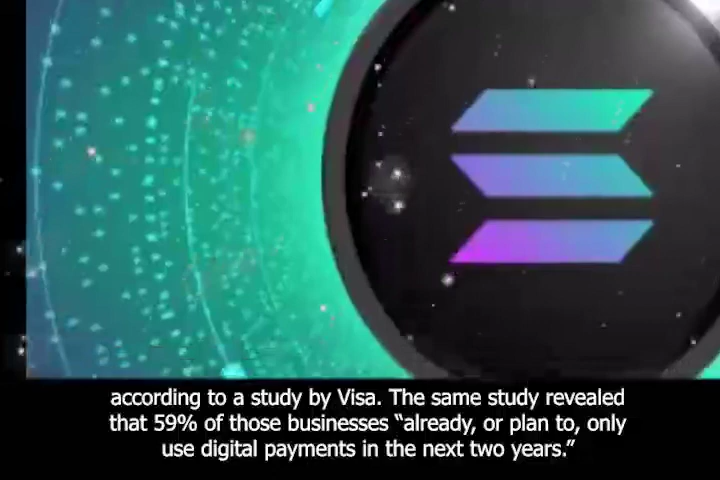 according to a study by Visa. The same study revealed
that 59% of those businesses “already, or plan to, only
use digital payments in the next two years.”